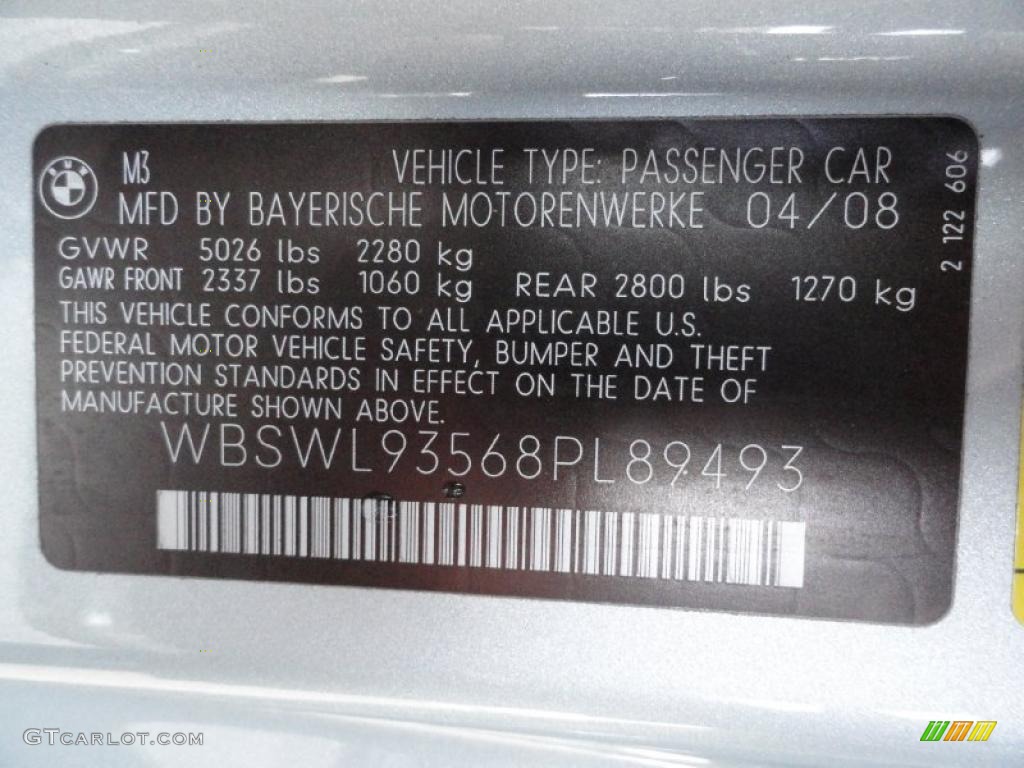 M3 VEHICLE TYPE: PASSENGER CAR
BMW
MFD BY BAYERISCHE MOTORENWERKE 04/08
GVWR 5026 lbs 2280 kg
GAWR FRONT 2337 lbs 1060 kg REAR 2800 lbs 1270 kg
THIS VEHICLE CONFORMS TO ALL APPLICABLE U.S.
FEDERAL MOTOR VEHICLE SAFETY, BUMPER AND THEFT
PREVENTION STANDARDS IN EFFECT ON THE DATE OF
MANUFACTURE SHOWN ABOVE.
WBSWL93568PL89493
2 122 606
GTCARLOT.COM